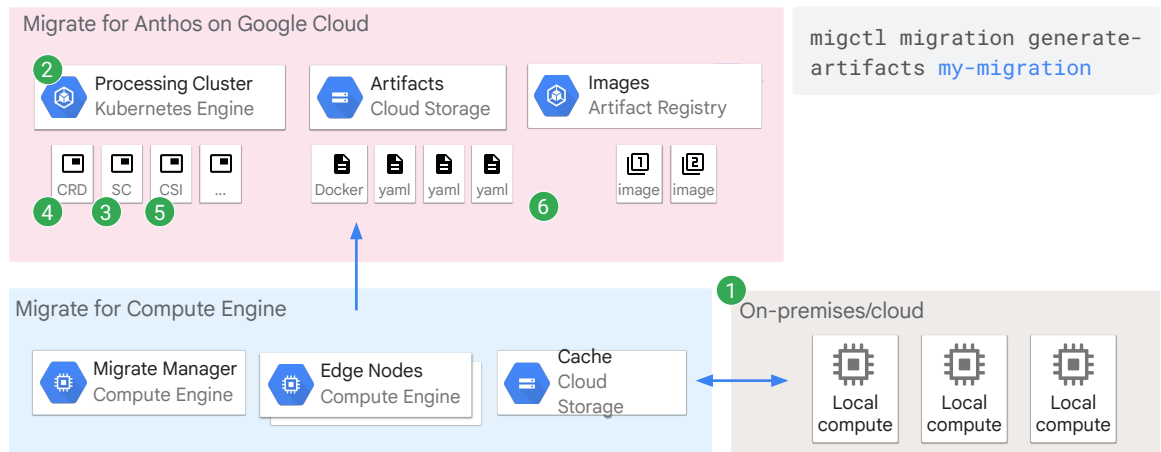 Migrate for Anthos on Google Cloud
migctl migration generate-
artifacts my-migration
2
Processing Cluster
Kubernetes Engine
Artifacts
Cloud Storage
Images
Artifact Registry
CRD
SC
CSI
...
Docker
yaml
yaml
yaml
1
image
2
image
4
3
5
6
Migrate for Compute Engine
1
On-premises/cloud
Migrate Manager
Compute Engine
Edge Nodes
Compute Engine
Cache
Cloud
Storage
Local
compute
Local
compute
Local
compute